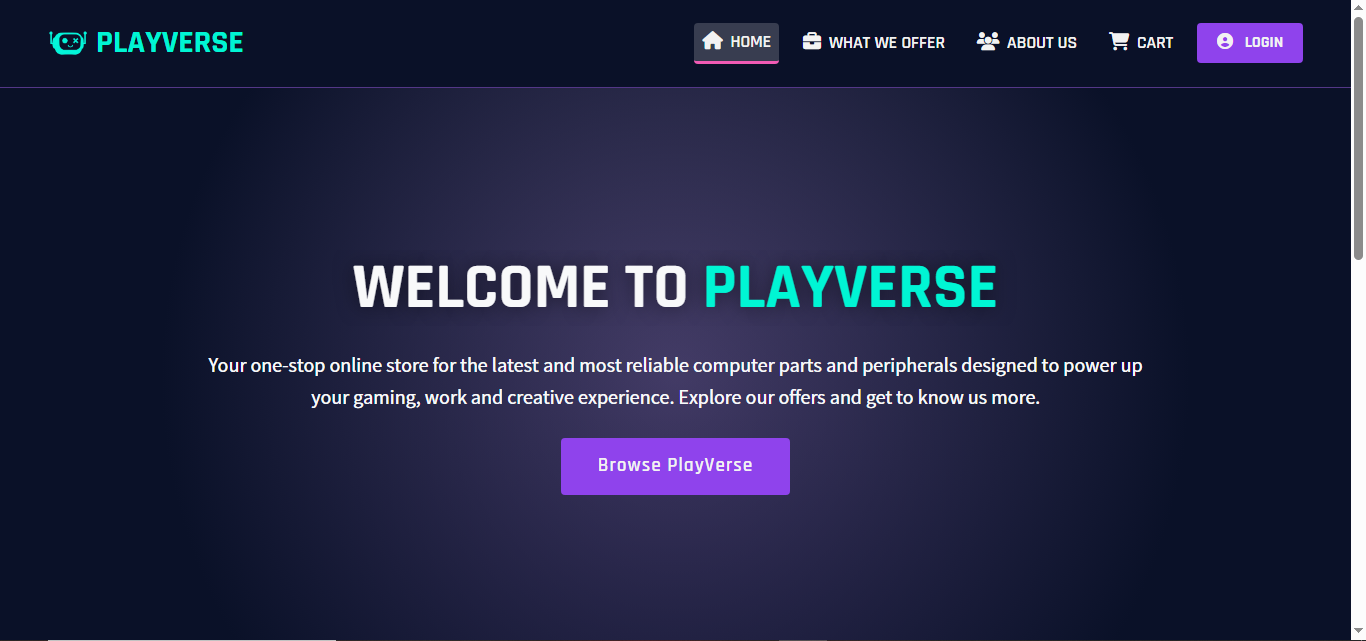 PLAYVERSE
HOME
WHAT WE OFFER
ABOUT US
CART
LOGIN
WELCOME TO PLAYVERSE
Your one-stop online store for the latest and most reliable computer parts and peripherals designed to power up
your gaming, work and creative experience. Explore our offers and get to know us more.
Browse PlayVerse